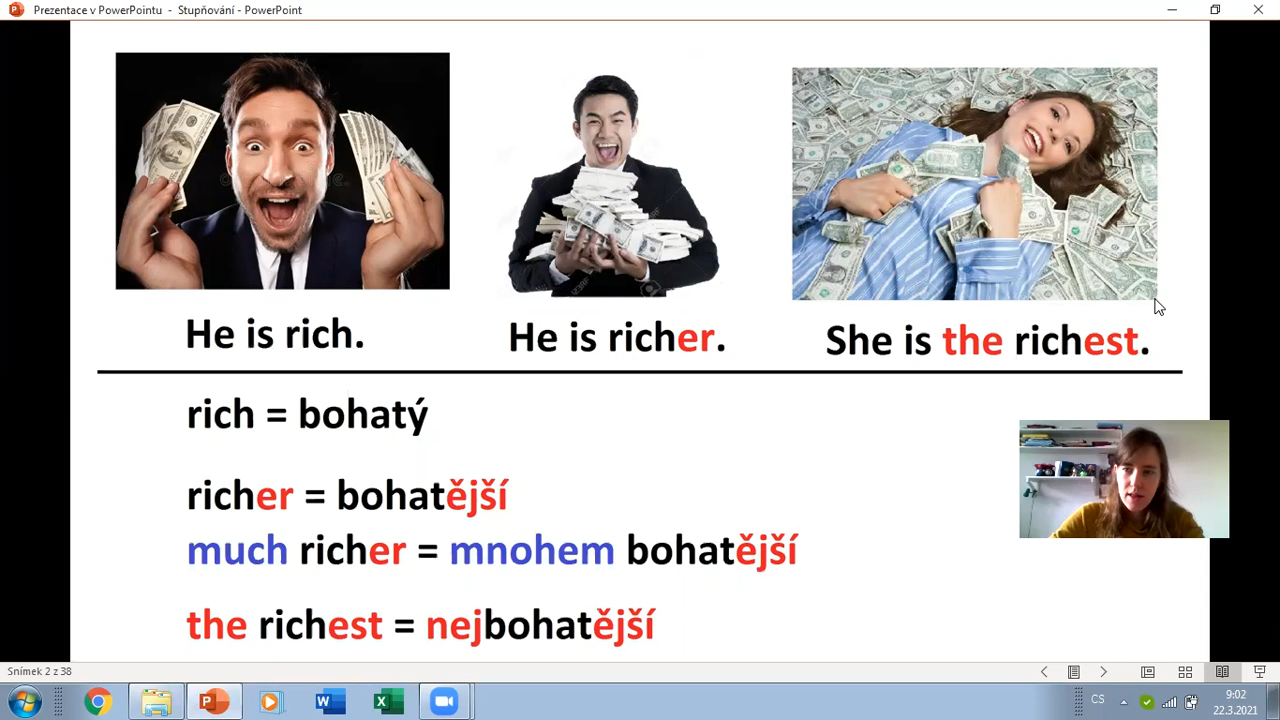 Prezentace v PowerPointu - Stupňování - PowerPoint
He is rich.
He is richer.
She is the richest.
rich = bohatý
richer = bohatější
much richer = mnohem bohatější
the richest = nejbohatější
Snímek 2 z 38
CS
9:02
22.3.2021